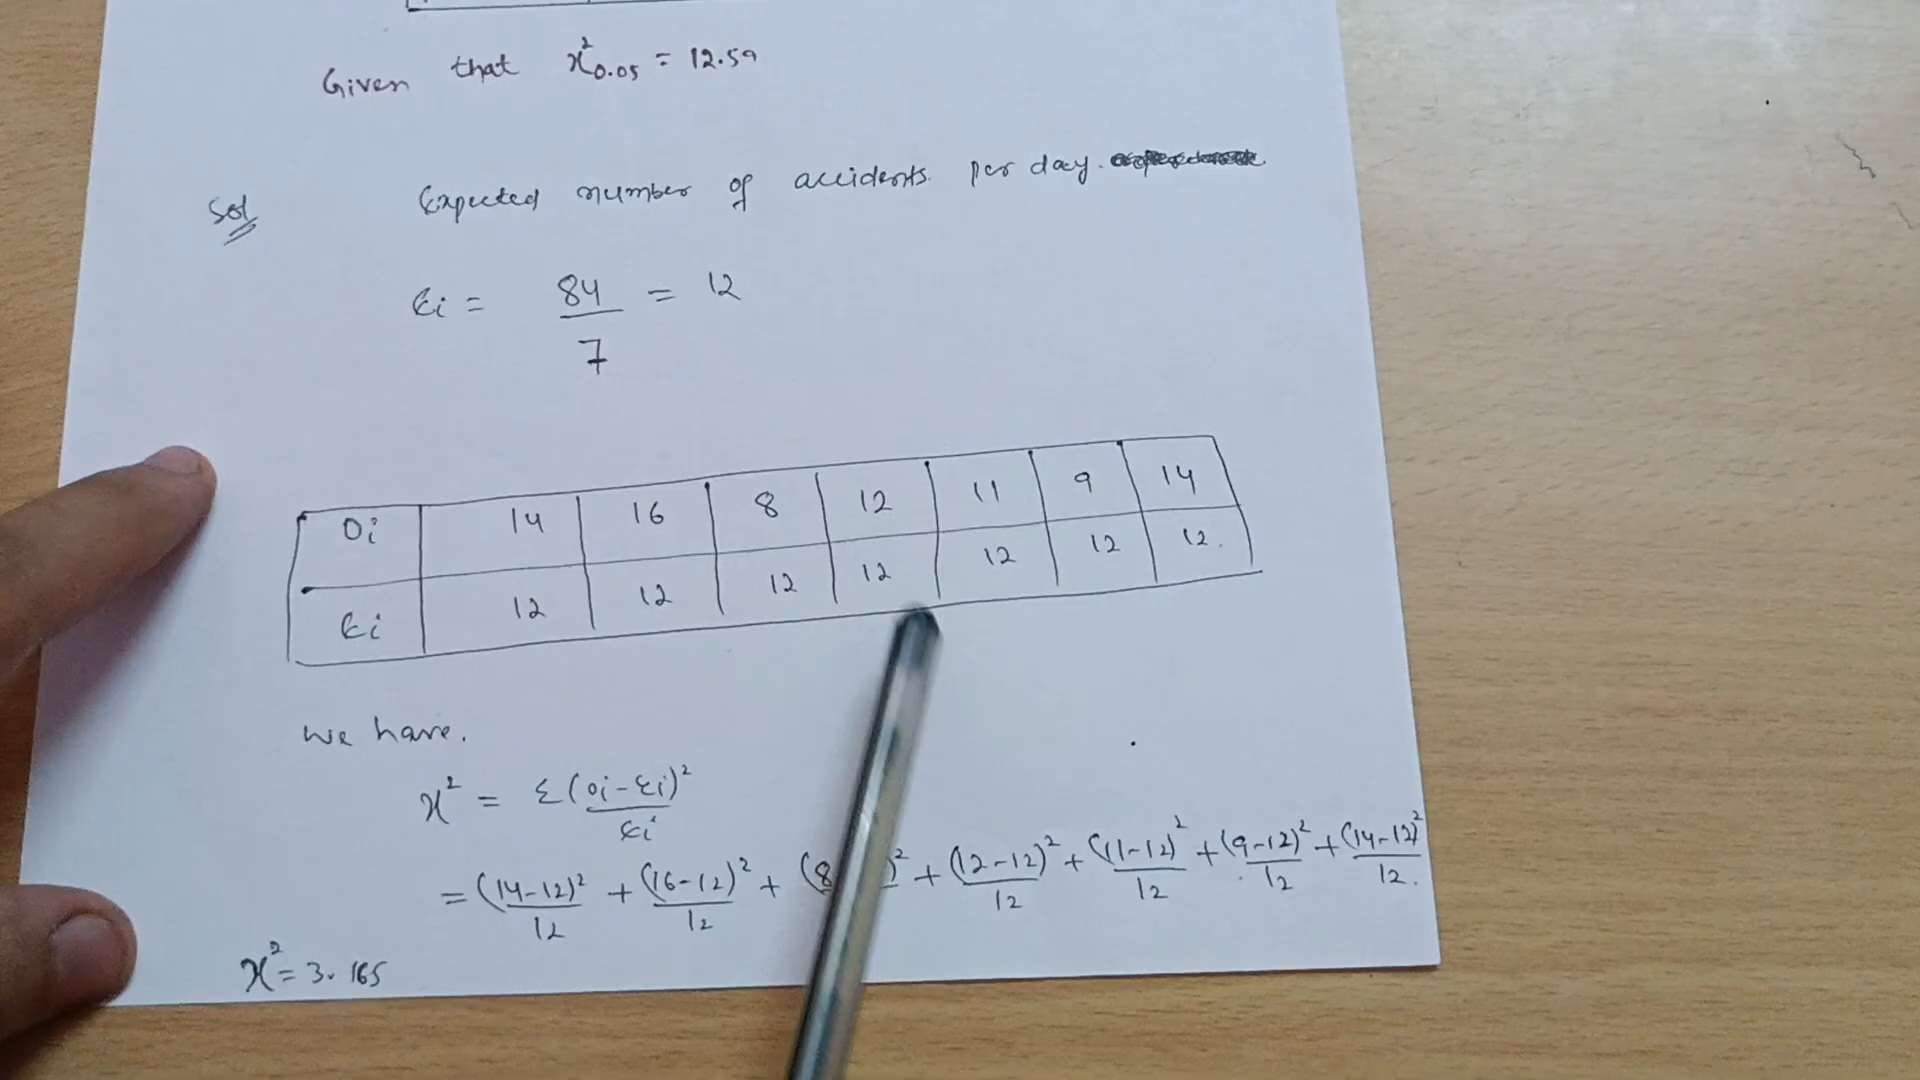 Given that χ²0.05 = 12.59
Sol Expected number of accidents. per day.
Ei = 84/7 = 12
Oi 14 16 8 12 11 9 14
Ei 12 12 12 12 12 12 12.
We have.
χ² = Σ(oi-Ei)²/Ei
= (14-12)²/12 + (16-12)²/12 + (8 )² + (12-12)²/12 + (11-12)²/12 + (9-12)²/12 + (14-12)²/12.
χ² = 3.165